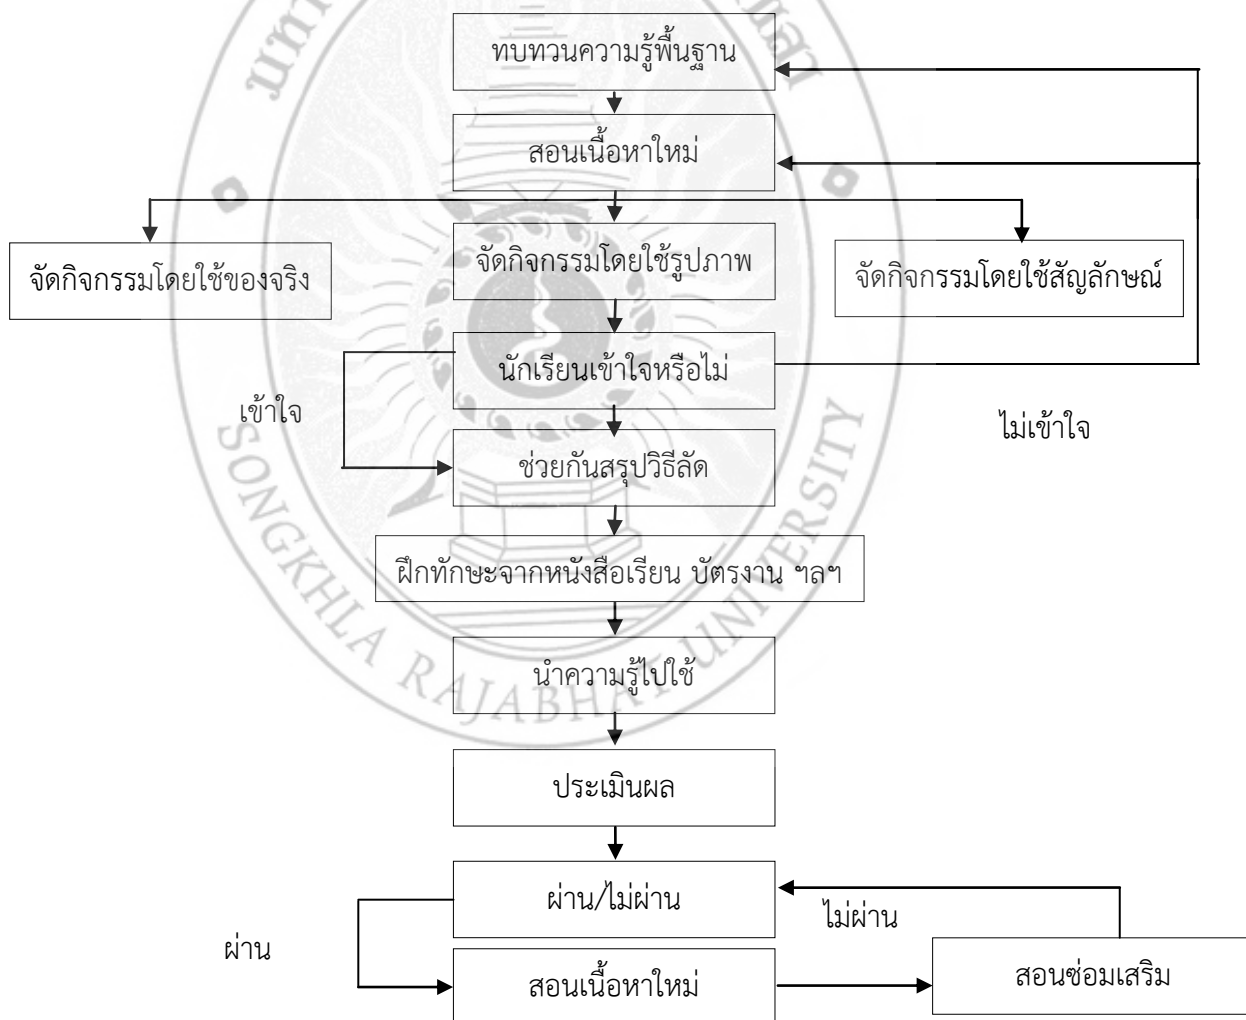 ทบทวนความรู้พื้นฐาน
สอนเนื้อหาใหม่
จัดกิจกรรมโดยใช้ของจริง
จัดกิจกรรมโดยใช้รูปภาพ
จัดกิจกรรมโดยใช้สัญลักษณ์
นักเรียนเข้าใจหรือไม่
เข้าใจ
ไม่เข้าใจ
ช่วยกันสรุปวิธีลัด
ฝึกทักษะจากหนังสือเรียน บัตรงาน ฯลฯ
นำความรู้ไปใช้
ประเมินผล
ผ่าน/ไม่ผ่าน
ไม่ผ่าน
ผ่าน
สอนเนื้อหาใหม่
สอนซ่อมเสริม
SONGKHLA RAJABHAT UNIVERSITY